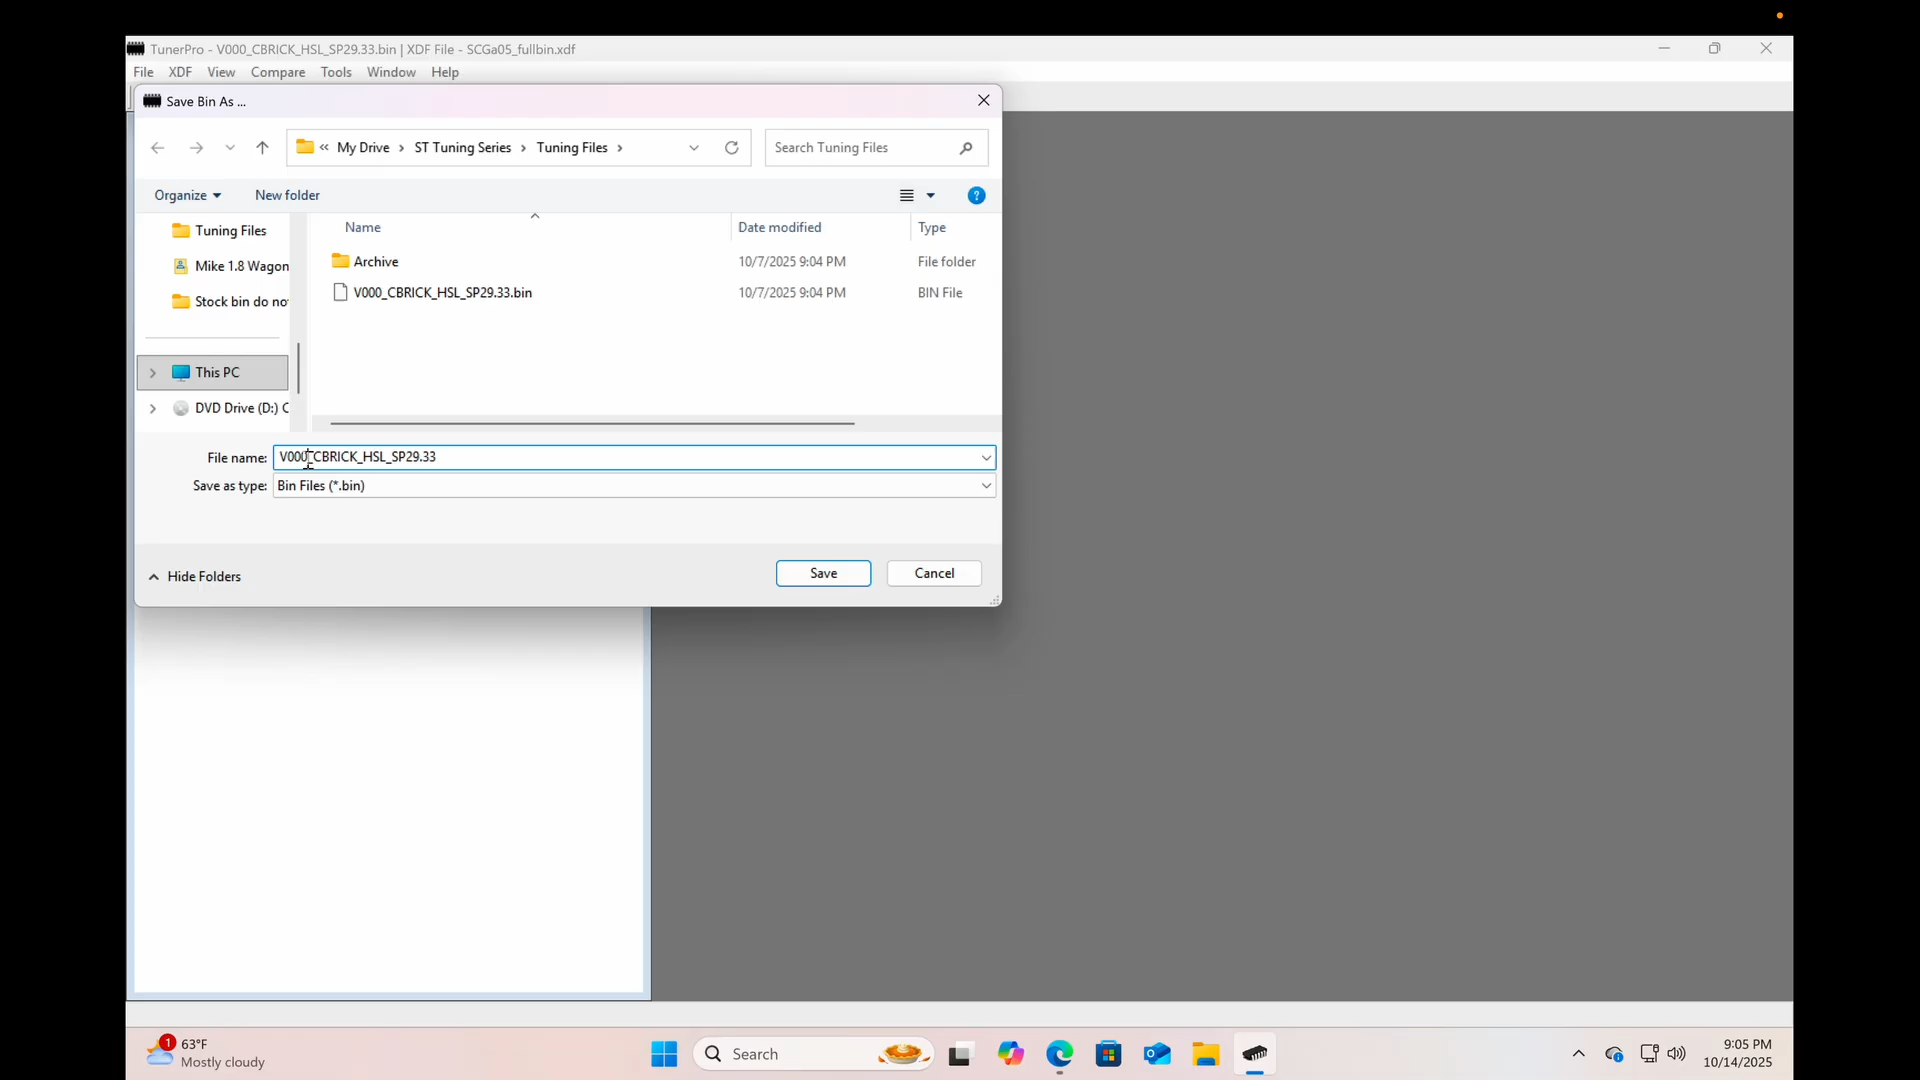 TunerPro - V000_CBRICK_HSL_SP29.33.bin | XDF File - SCGa05_fullbin.xdf
File XDF View Compare Tools Window Help
Save Bin As ...
« My Drive > ST Tuning Series > Tuning Files >
Search Tuning Files
Organize New folder
?
Tuning Files
Mike 1.8 Wagon
Stock bin do no
This PC
DVD Drive (D:) C
Name Date modified Type
Archive 10/7/2025 9:04 PM File folder
V000_CBRICK_HSL_SP29.33.bin 10/7/2025 9:04 PM BIN File
File name: V000_CBRICK_HSL_SP29.33
Save as type: Bin Files (*.bin)
Hide Folders
Save Cancel
1
63°F
Mostly cloudy
Search
9:05 PM
10/14/2025